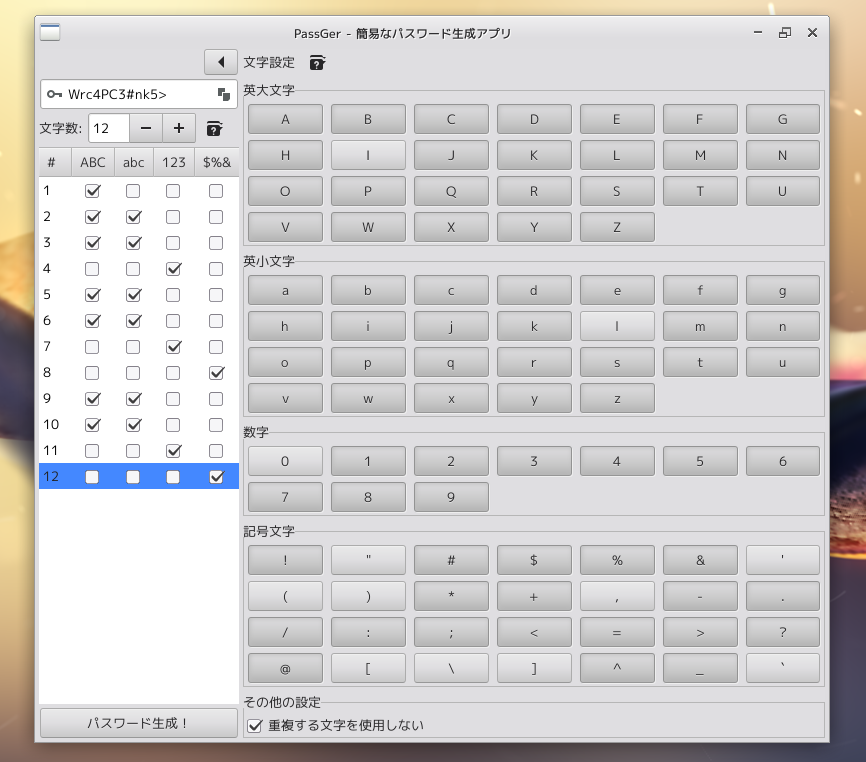 PassGer - 簡易なパスワード生成アプリ
文字設定
Wrc4PC3#nk5>
文字数: 12
# ABC abc 123 $%&
1
2
3
4
5
6
7
8
9
10
11
12
パスワード生成！
英大文字
A B C D E F G
H I J K L M N
O P Q R S T U
V W X Y Z
英小文字
a b c d e f g
h i j k l m n
o p q r s t u
v w x y z
数字
0 1 2 3 4 5 6
7 8 9
記号文字
! " # $ % & '
( ) * + , - .
/ : ; < = > ?
@ [ \ ] ^ _ `
その他の設定
重複する文字を使用しない